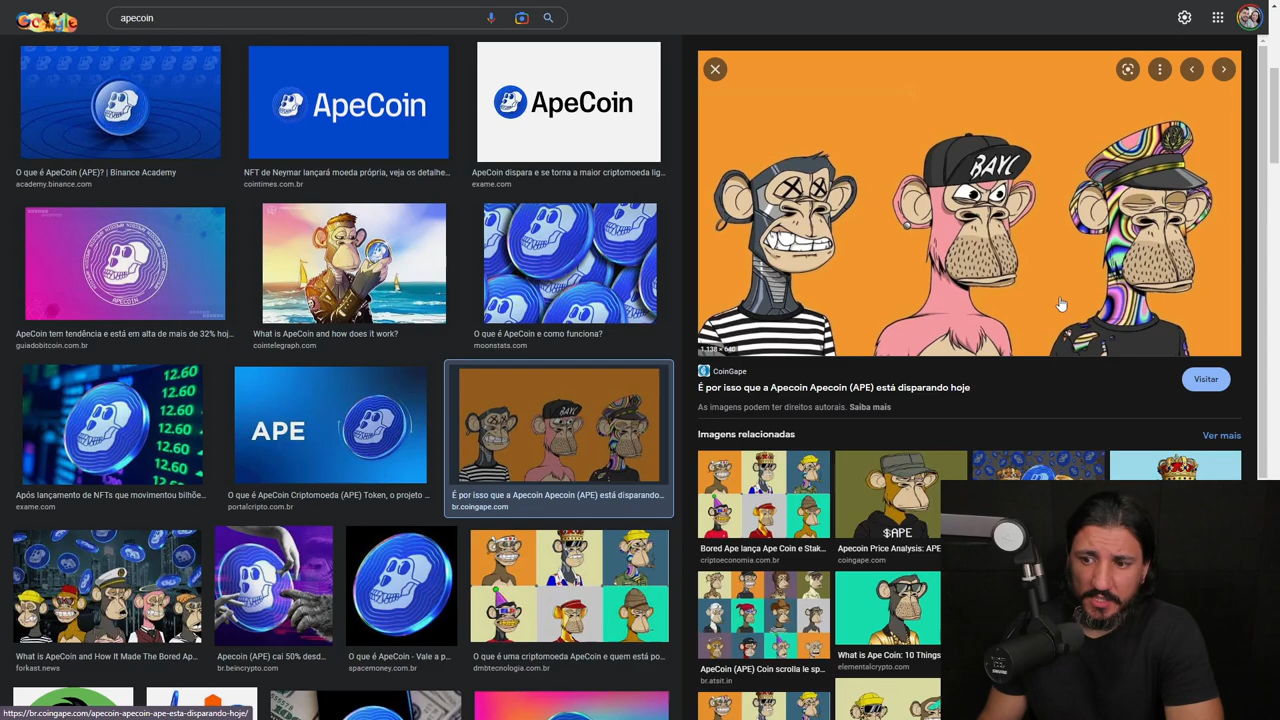 Google
apecoin
ApeCoin
ApeCoin
O que é ApeCoin (APE)? | Binance Academy
academy.binance.com
NFT de Neymar lançará moeda própria, veja os detalhe...
cointimes.com.br
ApeCoin dispara e se torna a maior criptomoeda lig...
exame.com
APECOIN
ApeCoin tem tendência e está em alta de mais de 32% hoj...
guiadobitcoin.com.br
What is ApeCoin and how does it work?
cointelegraph.com
O que é ApeCoin e como funciona?
moonstats.com
12.60
12.60
12.60
12.60
12.60
APE
Após lançamento de NFTs que movimentou bilhõe...
exame.com
O que é ApeCoin Criptomoeda (APE) Token, o projeto ...
portalcripto.com.br
É por isso que a Apecoin Apecoin (APE) está disparando...
br.coingape.com
What is ApeCoin and How It Made The Bored Ap...
forkast.news
Apecoin (APE) cai 50% desd...
br.beincrypto.com
O que é ApeCoin - Vale a p...
spacemoney.com.br
O que é uma criptomoeda ApeCoin e quem está po...
dmbtecnologia.com.br
https://br.coingape.com/apecoin-apecoin-ape-esta-disparando-hoje/
BAYC
1.138 × 640
CoinGape
É por isso que a Apecoin Apecoin (APE) está disparando hoje
Visitar
As imagens podem ter direitos autorais. Saiba mais
Imagens relacionadas
Ver mais
$APE
Bored Ape lança Ape Coin e Stak...
criptoeconomia.com.br
Apecoin Price Analysis: APE
coingape.com
ApeCoin (APE) Coin scrolla le sp...
br.atsit.in
What is Ape Coin: 10 Things
elementalcrypto.com